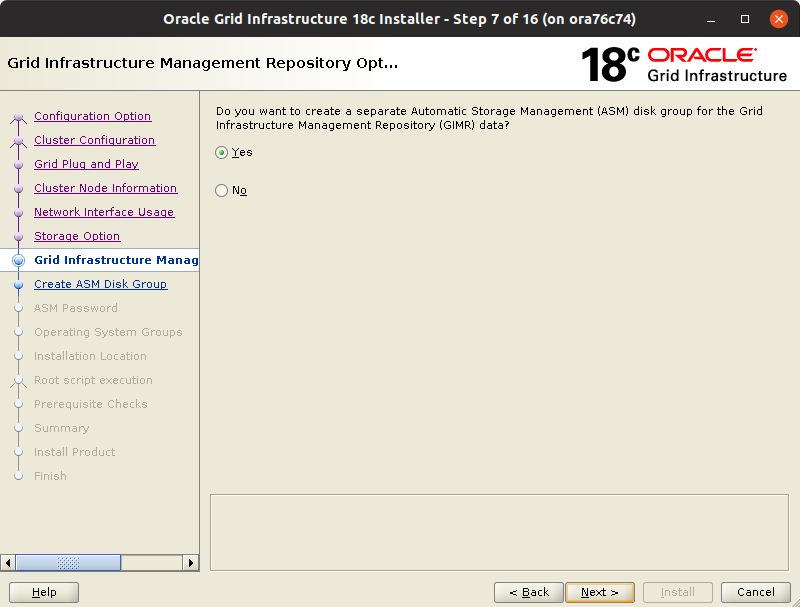 Oracle Grid Infrastructure 18c Installer - Step 7 of 16 (on ora76c74)
Grid Infrastructure Management Repository Opt...
18c ORACLE
Grid Infrastructure
Configuration Option
Cluster Configuration
Grid Plug and Play
Cluster Node Information
Network Interface Usage
Storage Option
Grid Infrastructure Manag
Create ASM Disk Group
ASM Password
Operating System Groups
Installation Location
Root script execution
Prerequisite Checks
Summary
Install Product
Finish
Do you want to create a separate Automatic Storage Management (ASM) disk group for the Grid
Infrastructure Management Repository (GIMR) data?
Yes
No
Help
< Back
Next >
Install
Cancel